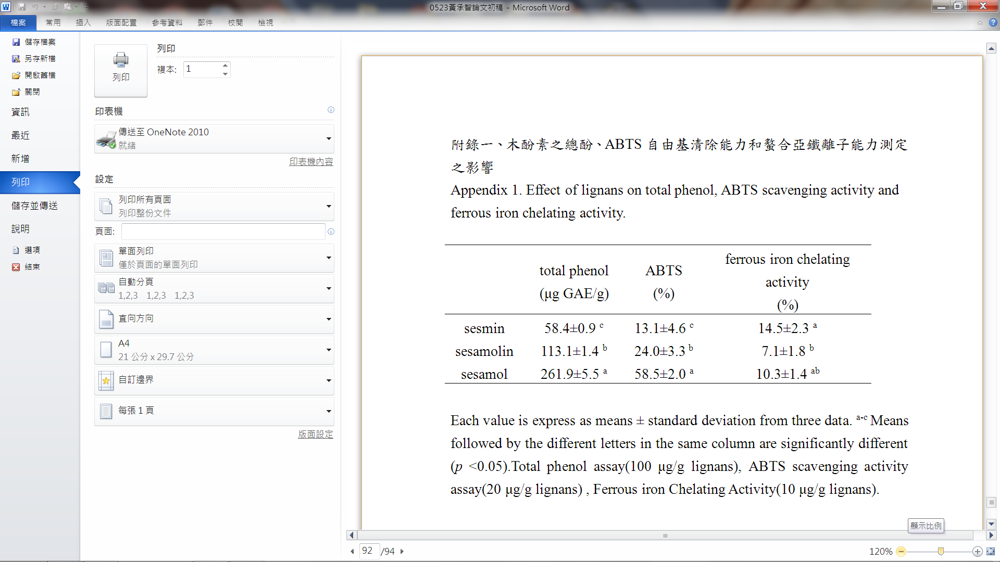 0523黃承智論文初稿 - Microsoft Word
檔案 常用 插入 版面配置 參考資料 郵件 校閱 檢視
儲存檔案
另存新檔
開啟舊檔
關閉
資訊
最近
新增
列印
儲存並傳送
說明
選項
結束
列印
列印
複本: 1
印表機
傳送至 OneNote 2010
就緒
印表機內容
設定
列印所有頁面
列印整份文件
頁面:
單面列印
僅於頁面的單面列印
自動分頁
1,2,3 1,2,3 1,2,3
直向方向
A4
21 公分 x 29.7 公分
自訂邊界
每張 1 頁
版面設定
附錄一、木酚素之總酚、ABTS 自由基清除能力和螯合亞鐵離子能力測定
之影響
Appendix 1. Effect of lignans on total phenol, ABTS scavenging activity and
ferrous iron chelating activity.
total phenol (μg GAE/g) ABTS (%) ferrous iron chelating activity (%)
sesmin 58.4±0.9 c 13.1±4.6 c 14.5±2.3 a
sesamolin 113.1±1.4 b 24.0±3.3 b 7.1±1.8 b
sesamol 261.9±5.5 a 58.5±2.0 a 10.3±1.4 ab
Each value is express as means ± standard deviation from three data. a-c Means
followed by the different letters in the same column are significantly different
(p <0.05).Total phenol assay(100 μg/g lignans), ABTS scavenging activity
assay(20 μg/g lignans) , Ferrous iron Chelating Activity(10 μg/g lignans).
顯示比例
92 /94
120%